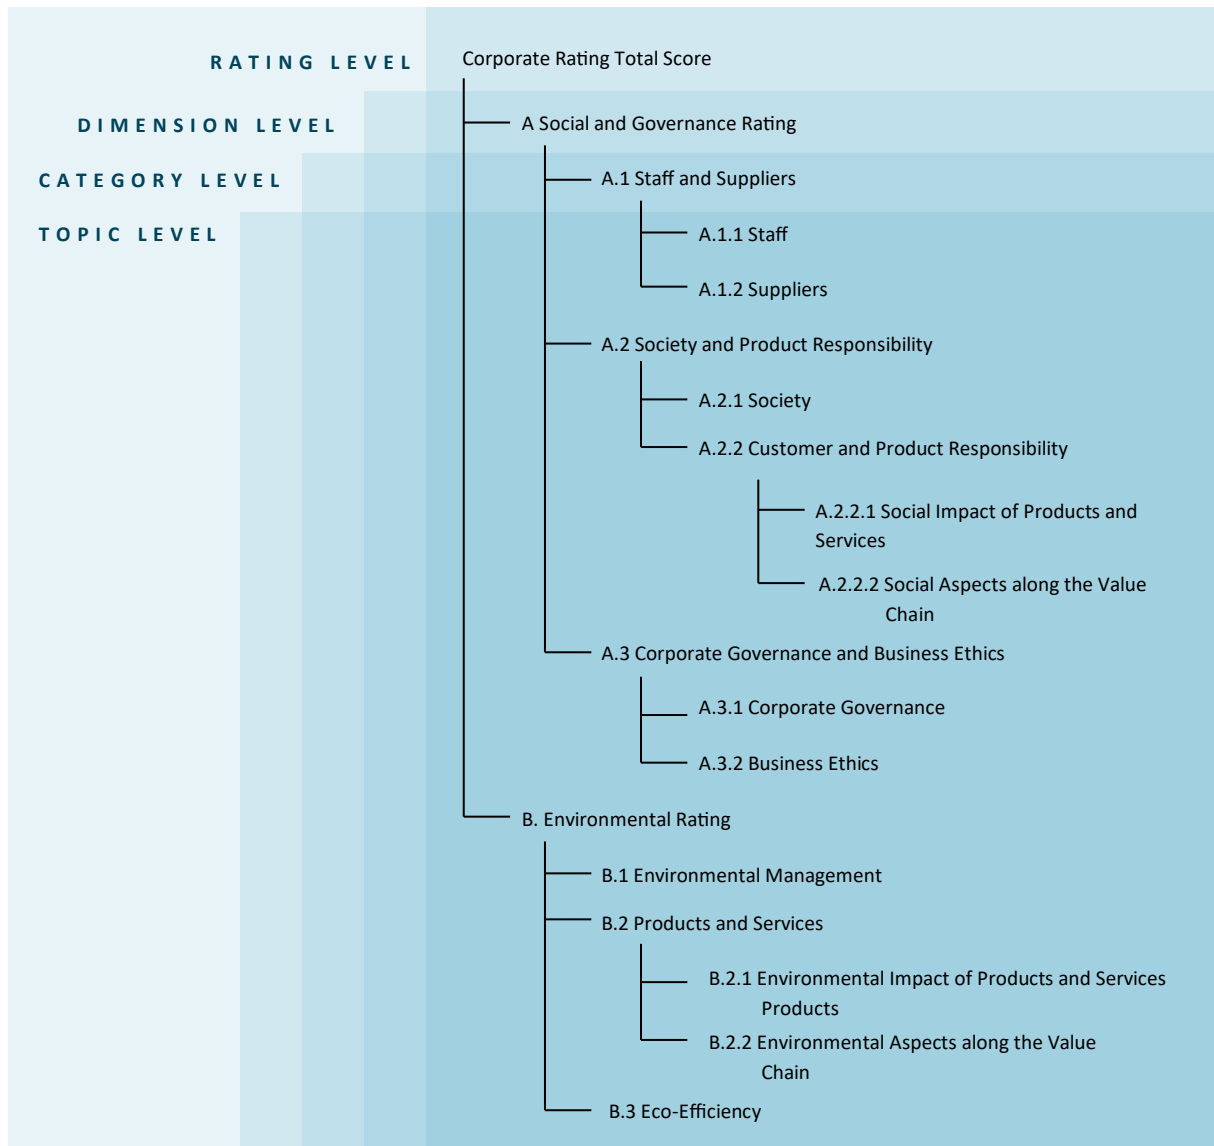 RATING LEVEL
Corporate Rating Total Score
DIMENSION LEVEL
A Social and Governance Rating
CATEGORY LEVEL
A.1 Staff and Suppliers
TOPIC LEVEL
A.1.1 Staff
A.1.2 Suppliers
A.2 Society and Product Responsibility
A.2.1 Society
A.2.2 Customer and Product Responsibility
A.2.2.1 Social Impact of Products and
Services
A.2.2.2 Social Aspects along the Value
Chain
A.3 Corporate Governance and Business Ethics
A.3.1 Corporate Governance
A.3.2 Business Ethics
B. Environmental Rating
B.1 Environmental Management
B.2 Products and Services
B.2.1 Environmental Impact of Products and Services
Products
B.2.2 Environmental Aspects along the Value
Chain
B.3 Eco-Efficiency